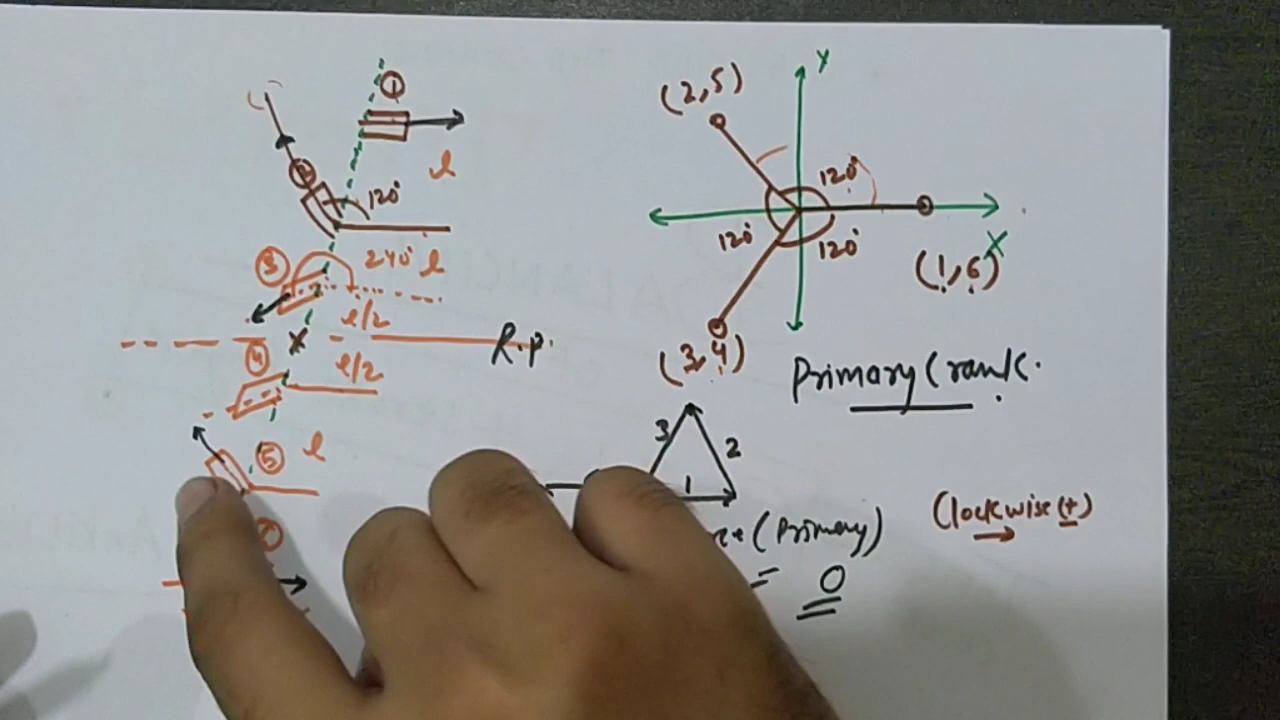 ①
l
②
120°
③
240°
l
l/2
R.p.
④
l/2
⑤
l
Y
(2,5)
120°
120°
120°
X
(1,6)
(3,4)
Primary Crank.
3
2
1
(Primary)
= 0
Clockwise (+)